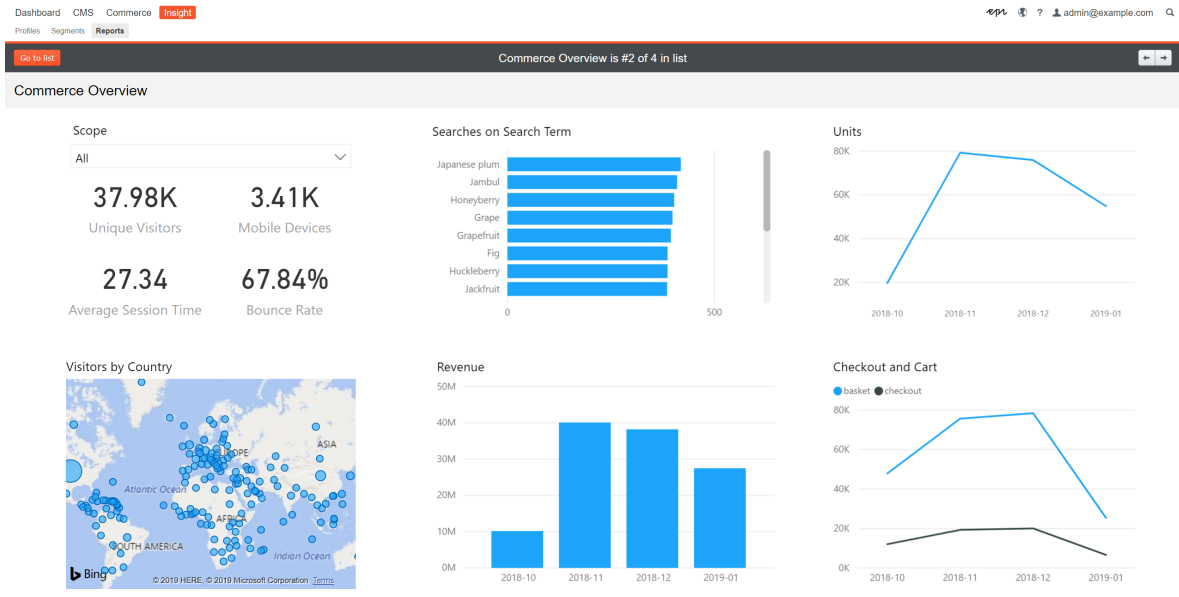 Dashboard CMS Commerce Insight
epi ? admin@example.com
Profiles Segments Reports
Go to list
Commerce Overview is #2 of 4 in list
Commerce Overview
Scope
All
37.98K
Unique Visitors
3.41K
Mobile Devices
27.34
Average Session Time
67.84%
Bounce Rate
Searches on Search Term
Japanese plum
Jambul
Honeyberry
Grape
Grapefruit
Fig
Huckleberry
Jackfruit
0 500
Units
80K
60K
40K
20K
2018-10 2018-11 2018-12 2019-01
Visitors by Country
EUROPE
ASIA
Atlantic Ocean
AFRICA
SOUTH AMERICA
Indian Ocean
Bing
© 2019 HERE, © 2019 Microsoft Corporation Terms
Revenue
50M
40M
30M
20M
10M
0M
2018-10 2018-11 2018-12 2019-01
Checkout and Cart
basket checkout
80K
60K
40K
20K
0K
2018-10 2018-11 2018-12 2019-01